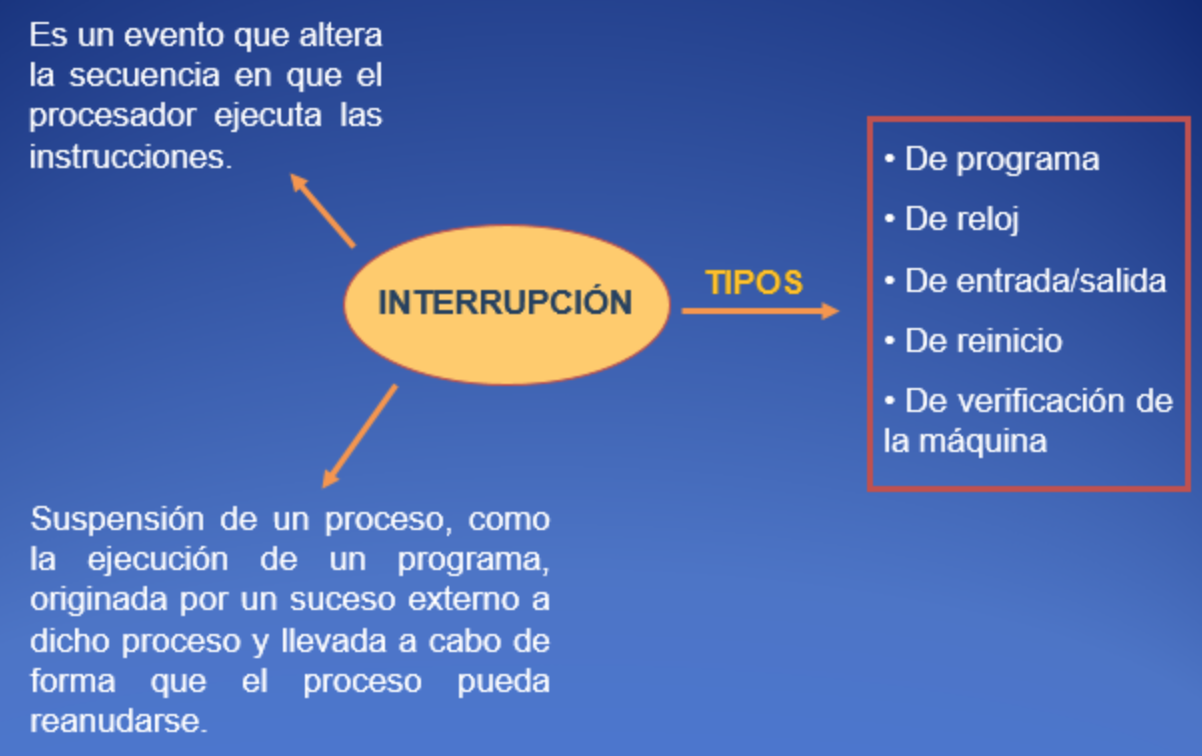 Es un evento que altera
la secuencia en que el
procesador ejecuta las
instrucciones.
INTERRUPCIÓN
TIPOS
• De programa
• De reloj
• De entrada/salida
• De reinicio
• De verificación de
la máquina
Suspensión de un proceso, como
la ejecución de un programa,
originada por un suceso externo a
dicho proceso y llevada a cabo de
forma que el proceso pueda
reanudarse.